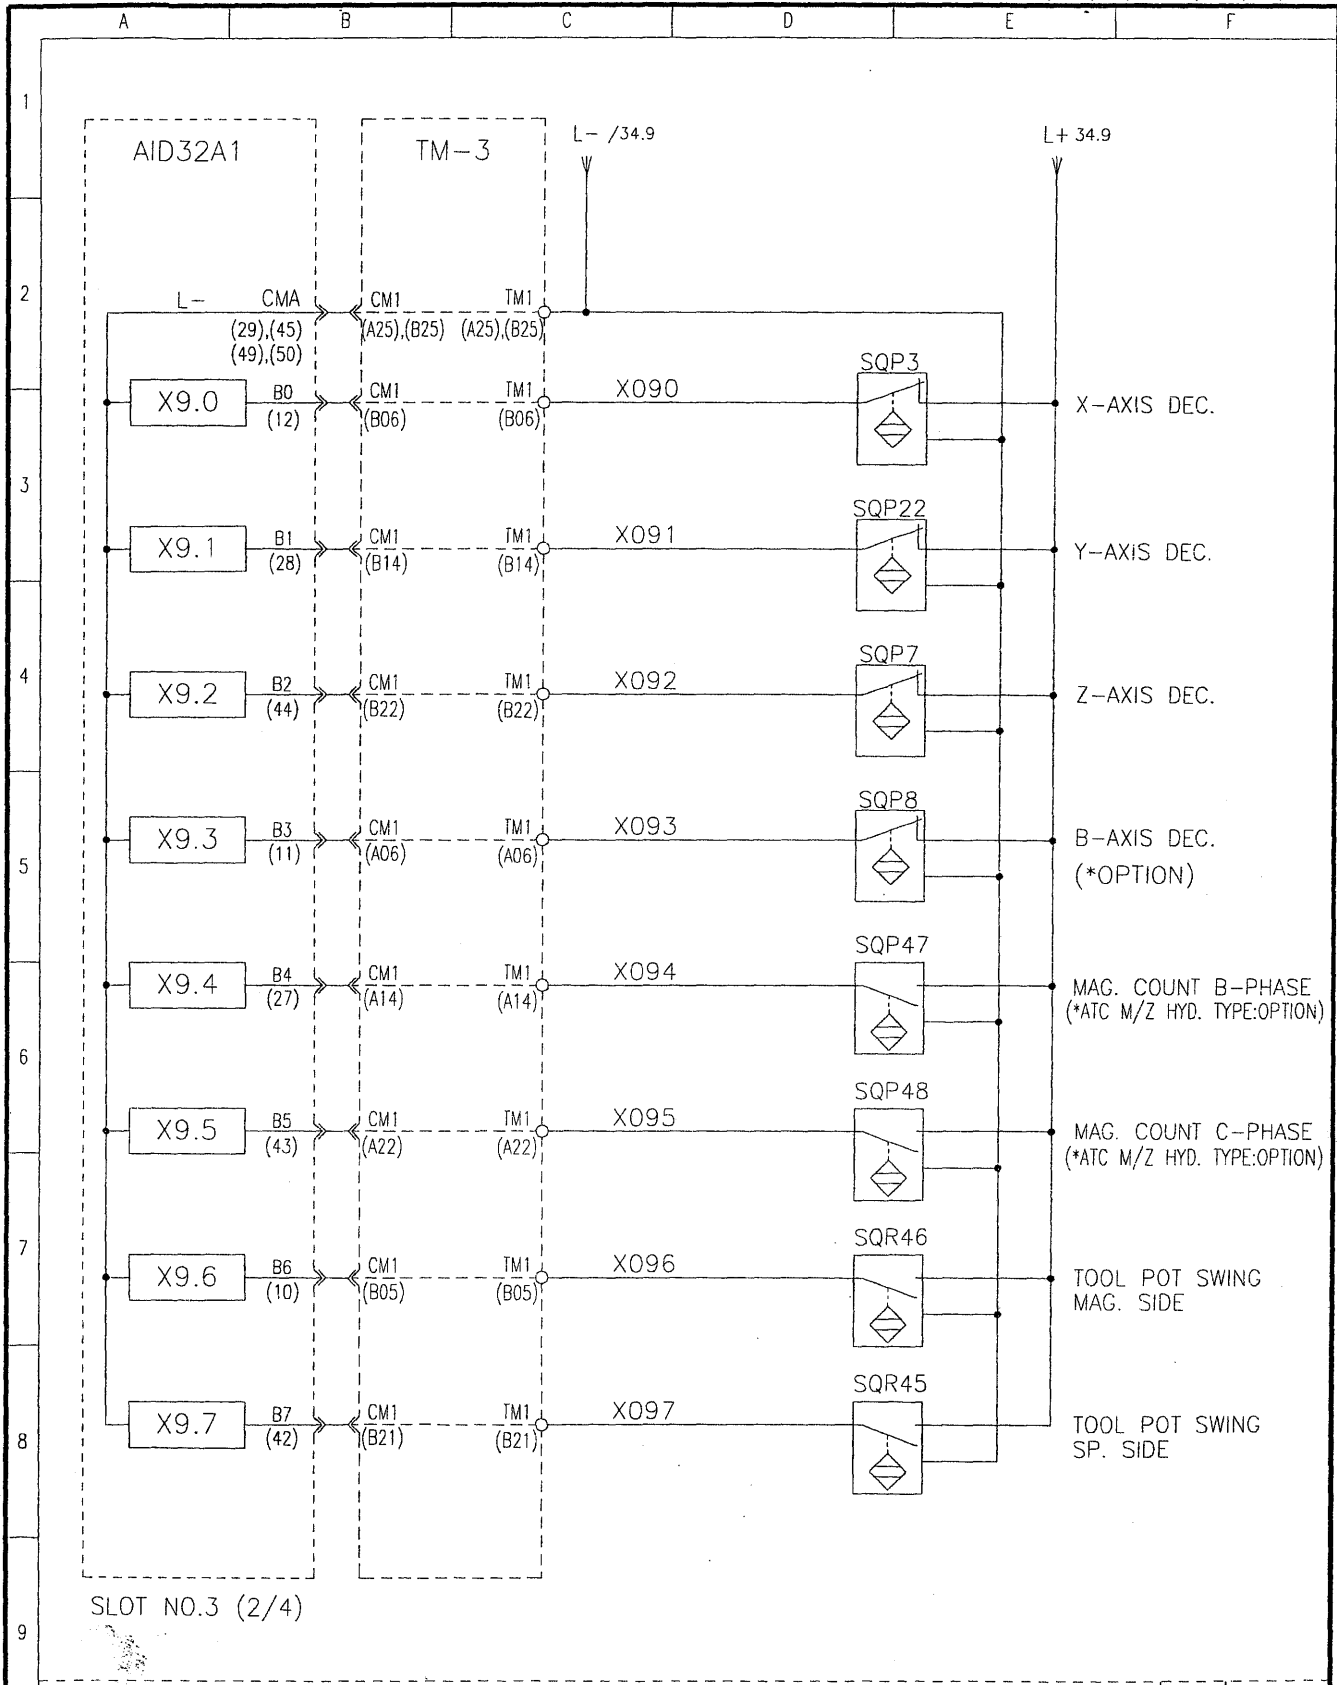 A B C D E F
1
AID32A1 TM-3 L- /34.9 L+ 34.9
2
L- CMA CM1 TM1
(29),(45) (A25),(B25) (A25),(B25)
(49),(50)
SQP3
X9.0 B0 CM1 TM1 X090 X-AXIS DEC.
(12) (B06) (B06)
3
SQP22
X9.1 B1 CM1 TM1 X091 Y-AXIS DEC.
(28) (B14) (B14)
4
SQP7
X9.2 B2 CM1 TM1 X092 Z-AXIS DEC.
(44) (B22) (B22)
SQP8
X9.3 B3 CM1 TM1 X093 B-AXIS DEC.
(11) (A06) (A06)
5
(*OPTION)
SQP47
X9.4 B4 CM1 TM1 X094 MAG. COUNT B-PHASE
(27) (A14) (A14) (*ATC M/Z HYD. TYPE:OPTION)
6
SQP48
X9.5 B5 CM1 TM1 X095 MAG. COUNT C-PHASE
(43) (A22) (A22) (*ATC M/Z HYD. TYPE:OPTION)
7
SQR46
X9.6 B6 CM1 TM1 X096 TOOL POT SWING
(10) (B05) (B05) MAG. SIDE
SQR45
X9.7 B7 CM1 TM1 X097 TOOL POT SWING
8
(42) (B21) (B21) SP. SIDE
SLOT NO.3 (2/4)
9